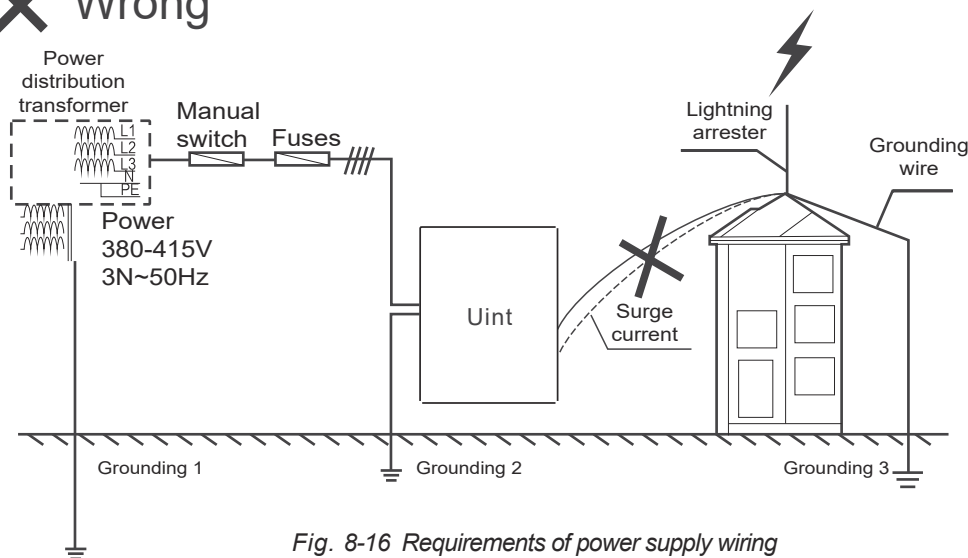 Wrong
Power
distribution
transformer
L1
L2
L3
N
PE
Manual
switch
Fuses
Power
380-415V
3N~50Hz
Uint
Surge
current
Lightning
arrester
Grounding
wire
Grounding 1
Grounding 2
Grounding 3
Fig. 8-16 Requirements of power supply wiring